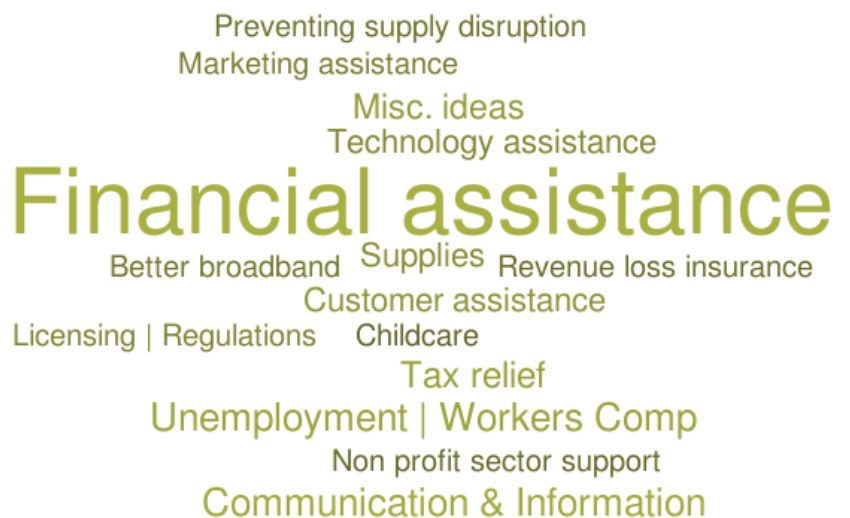 Preventing supply disruption
Marketing assistance
Misc. ideas
Technology assistance
Financial assistance
Better broadband Supplies Revenue loss insurance
Customer assistance
Licensing | Regulations Childcare
Tax relief
Unemployment | Workers Comp
Non profit sector support
Communication & Information